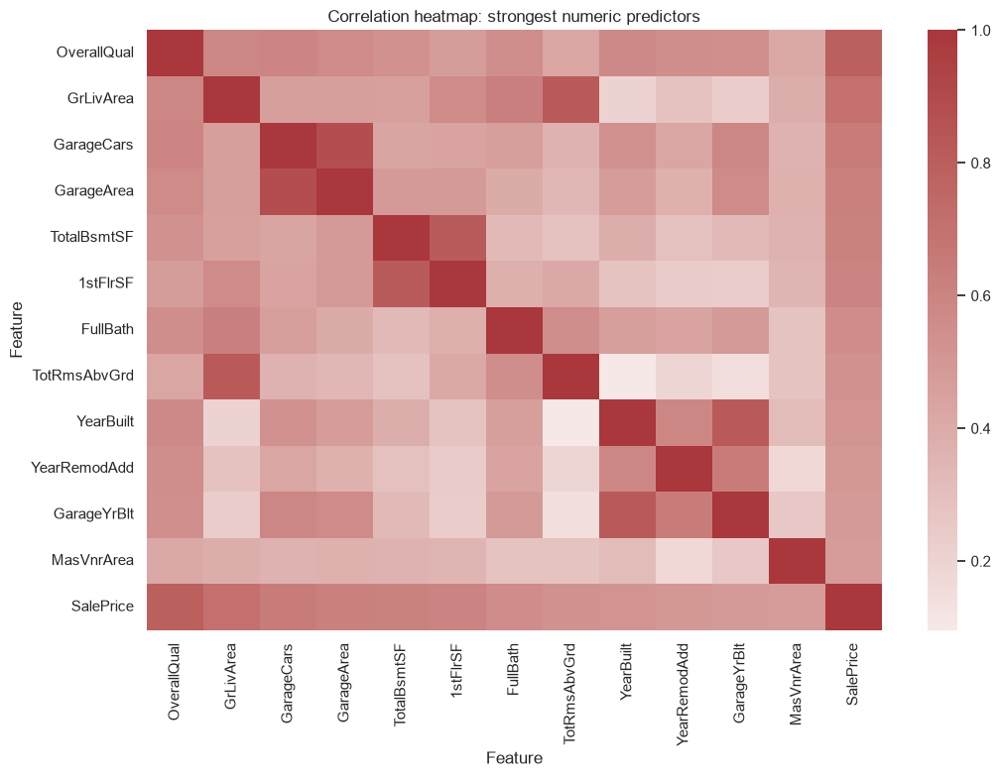 Correlation heatmap: strongest numeric predictors
OverallQual
GrLivArea
GarageCars
GarageArea
TotalBsmtSF
1stFlrSF
FullBath
TotRmsAbvGrd
YearBuilt
YearRemodAdd
GarageYrBlt
MasVnrArea
SalePrice
Feature
OverallQual
GrLivArea
GarageCars
GarageArea
TotalBsmtSF
1stFlrSF
FullBath
TotRmsAbvGrd
YearBuilt
YearRemodAdd
GarageYrBlt
MasVnrArea
SalePrice
Feature
1.0
0.8
0.6
0.4
0.2